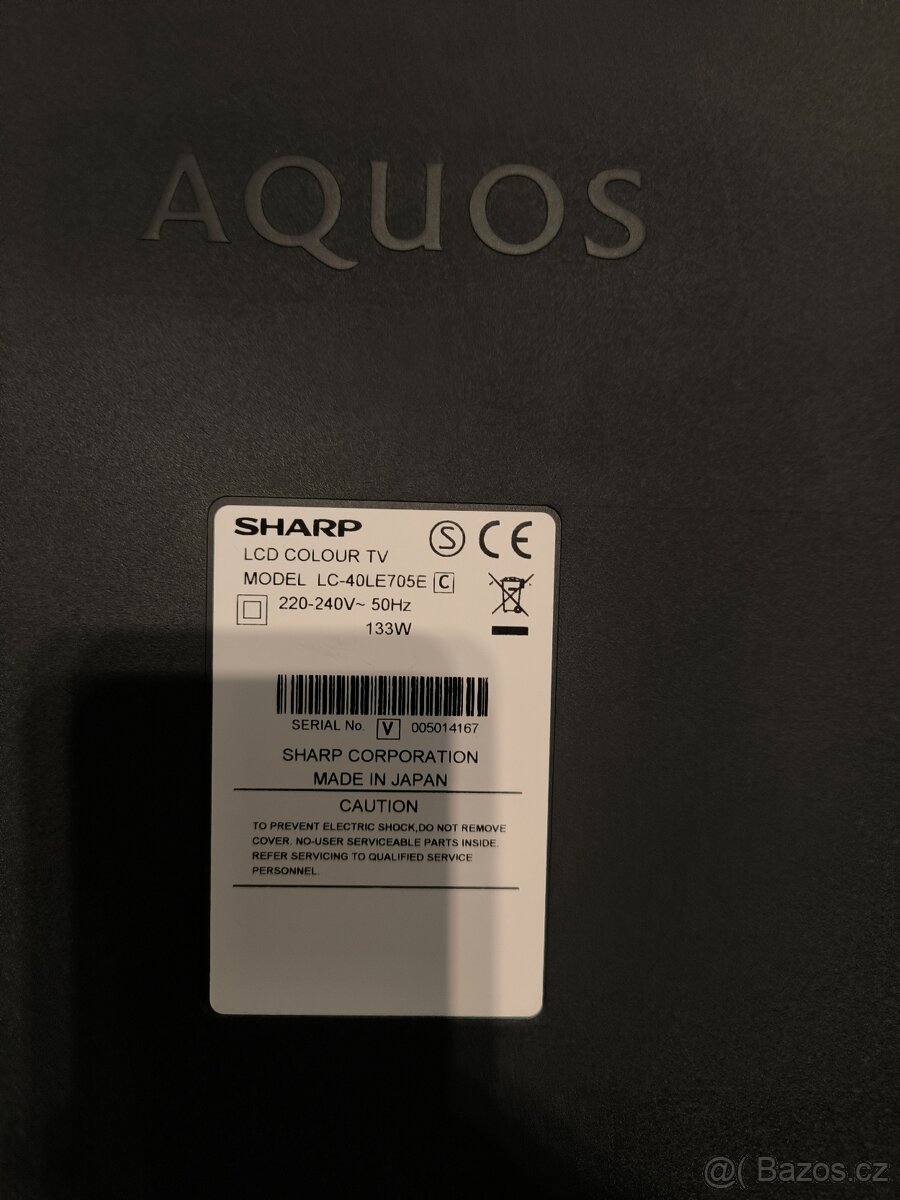 AQUOS
SHARP
S CE
LCD COLOUR TV
MODEL LC-40LE705E C
220-240V~ 50Hz
133W
SERIAL No. V 005014167
SHARP CORPORATION
MADE IN JAPAN
CAUTION
TO PREVENT ELECTRIC SHOCK,DO NOT REMOVE
COVER. NO-USER SERVICEABLE PARTS INSIDE.
REFER SERVICING TO QUALIFIED SERVICE
PERSONNEL.
@( Bazos.cz